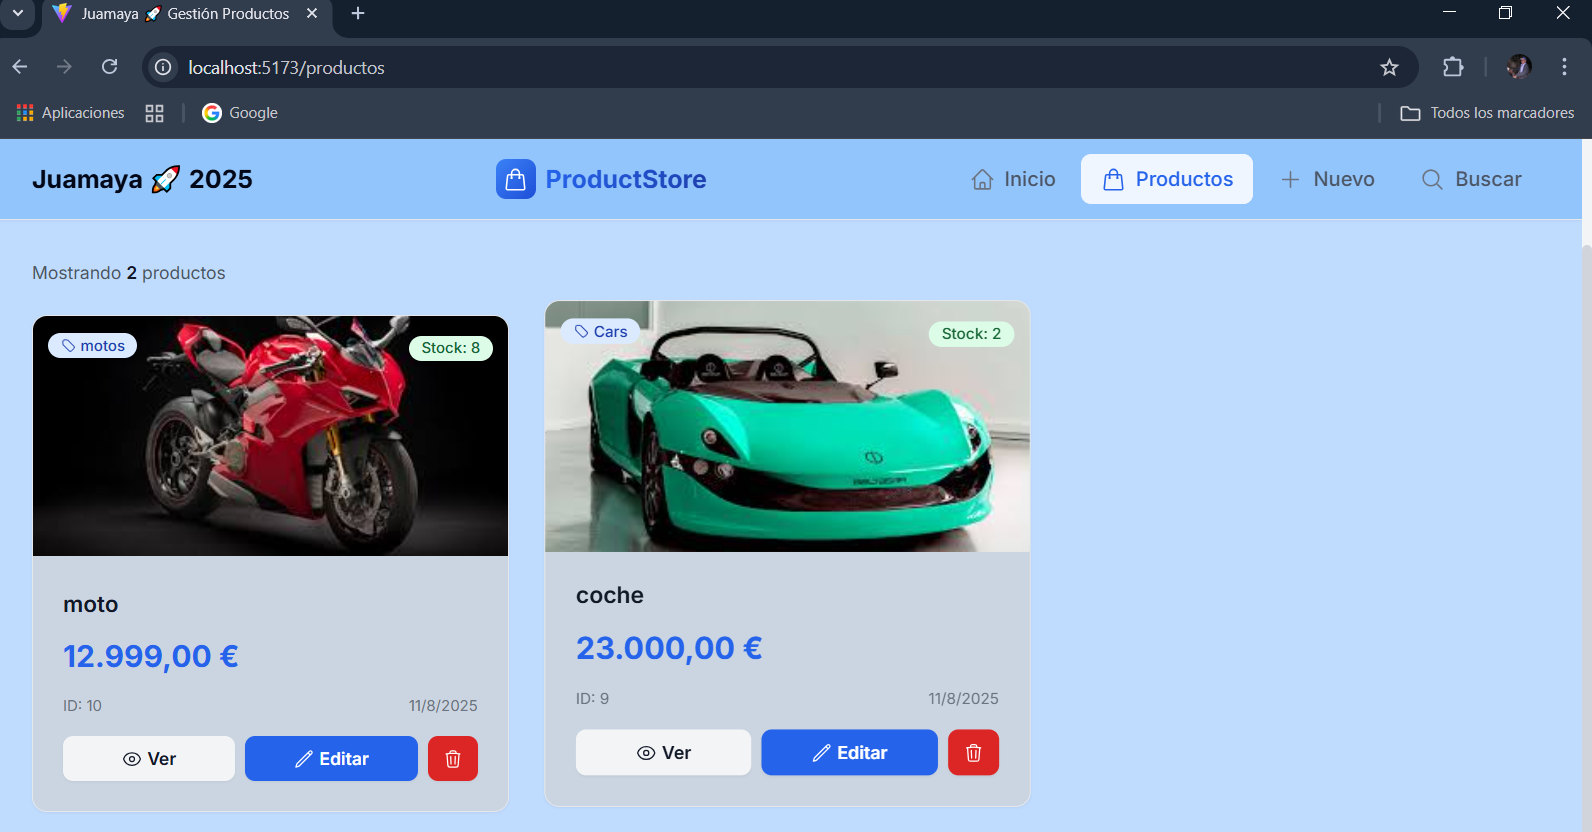 Juamaya 🚀 Gestión Productos
localhost:5173/productos
Aplicaciones
Google
Todos los marcadores
Juamaya 🚀 2025
ProductStore
Inicio
Productos
Nuevo
Buscar
Mostrando 2 productos
motos
Stock: 8
moto
12.999,00 €
ID: 10
11/8/2025
Ver
Editar
Cars
Stock: 2
coche
23.000,00 €
ID: 9
11/8/2025
Ver
Editar